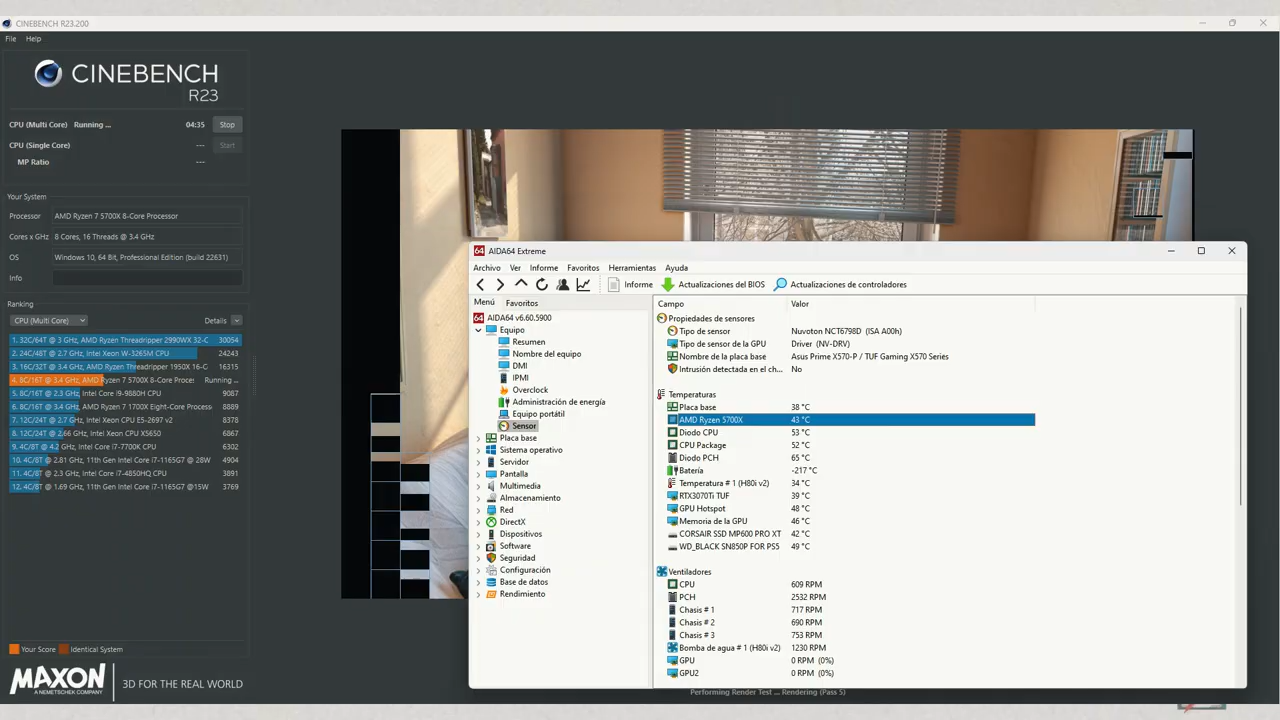 CINEBENCH R23.200
File Help
CINEBENCH
R23
CPU (Multi Core) Running ... 04:35 Stop
CPU (Single Core) --- Start
MP Ratio ---
Your System
Processor AMD Ryzen 7 5700X 8-Core Processor
Cores x GHz 8 Cores, 16 Threads @ 3.4 GHz
OS Windows 10, 64 Bit, Professional Edition (build 22631)
Info
Ranking
CPU (Multi Core) Details
1. 32C/64T @ 3 GHz, AMD Ryzen Threadripper 2990WX 32-C 30054
2. 24C/48T @ 2.7 GHz, Intel Xeon W-3265M CPU 24243
3. 16C/32T @ 3.4 GHz, AMD Ryzen Threadripper 1950X 16-C 16315
4. 8C/16T @ 3.4 GHz, AMD Ryzen 7 5700X 8-Core Proces Running ...
5. 8C/16T @ 2.3 GHz, Intel Core i9-9880H CPU 9087
6. 8C/16T @ 3.4 GHz, AMD Ryzen 7 1700X Eight-Core Process 8889
7. 12C/24T @ 2.7 GHz, Intel Xeon CPU E5-2697 v2 8378
8. 12C/24T @ 2.66 GHz, Intel Xeon CPU X5650 6867
9. 4C/8T @ 4.2 GHz, Intel Core i7-7700K CPU 6302
10. 4C/8T @ 2.81 GHz, 11th Gen Intel Core i7-1165G7 @ 28W 4904
11. 4C/8T @ 2.3 GHz, Intel Core i7-4850HQ CPU 3891
12. 4C/8T @ 1.69 GHz, 11th Gen Intel Core i7-1165G7 @15W 3769
Your Score Identical System
MAXON
A NEMETSCHEK COMPANY
3D FOR THE REAL WORLD
64 AIDA64 Extreme
Archivo Ver Informe Favoritos Herramientas Ayuda
Informe Actualizaciones del BIOS Actualizaciones de controladores
Menú Favoritos
64 AIDA64 v6.60.5900
Equipo
Resumen
Nombre del equipo
DMI
IPMI
Overclock
Administración de energía
Equipo portátil
Sensor
Placa base
Sistema operativo
Servidor
Pantalla
Multimedia
Almacenamiento
Red
DirectX
Dispositivos
Software
Seguridad
Configuración
Base de datos
Rendimiento
Campo Valor
Propiedades de sensores
Tipo de sensor Nuvoton NCT6798D (ISA A00h)
Tipo de sensor de la GPU Driver (NV-DRV)
Nombre de la placa base Asus Prime X570-P / TUF Gaming X570 Series
Intrusión detectada en el ch... No
Temperaturas
Placa base 38 °C
AMD Ryzen 5700X 43 °C
Diodo CPU 53 °C
CPU Package 52 °C
Diodo PCH 65 °C
Batería -217 °C
Temperatura # 1 (H80i v2) 34 °C
RTX3070Ti TUF 39 °C
GPU Hotspot 48 °C
Memoria de la GPU 46 °C
CORSAIR SSD MP600 PRO XT 42 °C
WD_BLACK SN850P FOR PS5 49 °C
Ventiladores
CPU 609 RPM
PCH 2532 RPM
Chasis # 1 717 RPM
Chasis # 2 690 RPM
Chasis # 3 753 RPM
Bomba de agua # 1 (H80i v2) 1230 RPM
GPU 0 RPM (0%)
GPU2 0 RPM (0%)
Performing Render Test ... Rendering (Pass 5)